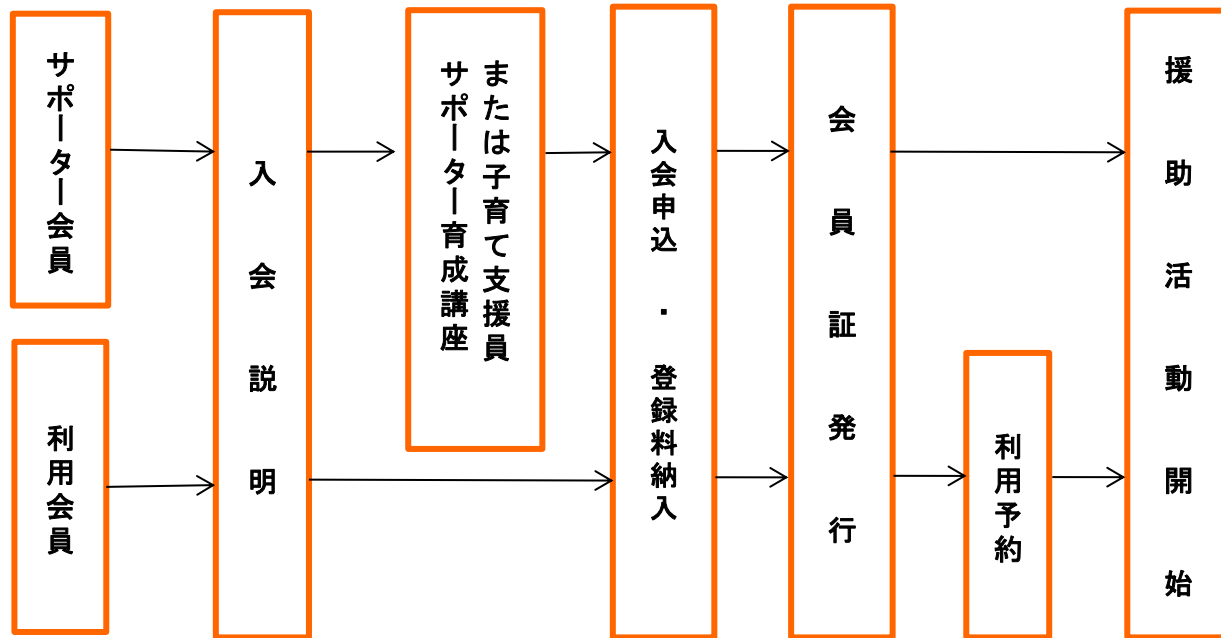 サポーター会員
利用会員
入会説明
サポーター育成講座
または子育て支援員
入会申込・登録料納入
会員証発行
利用予約
援助活動開始